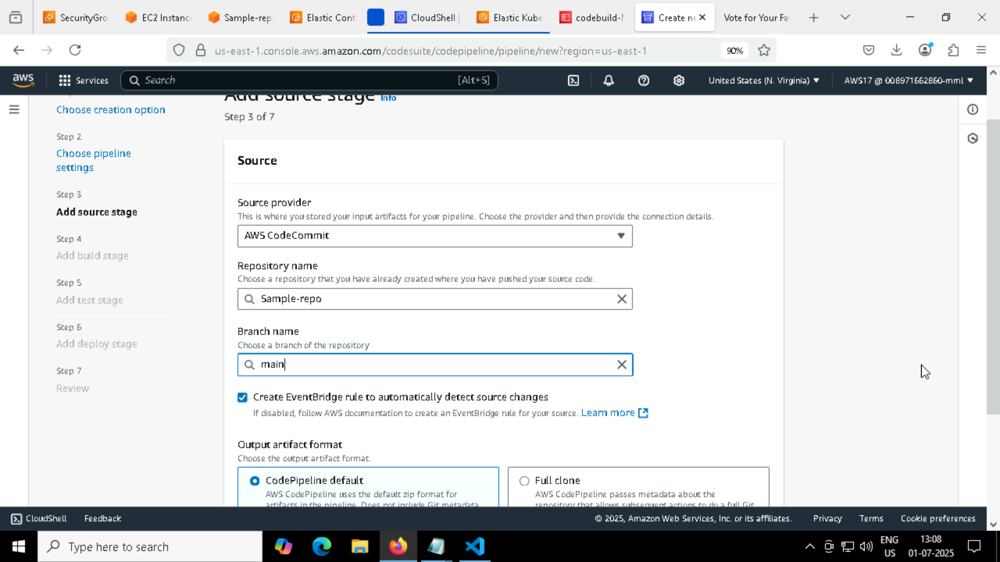 SecurityGro
EC2 Instanc
Sample-rep
Elastic Cont
CloudShell |
Elastic Kube
codebuild-
Create ne
Vote for Your Fa
us-east-1.console.aws.amazon.com/codesuite/codepipeline/pipeline/new?region=us-east-1
90%
aws
Services
Search
[Alt+S]
United States (N. Virginia)
AWS17 @ 008971662860-mml
Choose creation option
Step 2
Choose pipeline
settings
Step 3
Add source stage
Step 4
Add build stage
Step 5
Add test stage
Step 6
Add deploy stage
Step 7
Review
Add source stage Info
Step 3 of 7
Source
Source provider
This is where you stored your input artifacts for your pipeline. Choose the provider and then provide the connection details.
AWS CodeCommit
Repository name
Choose a repository that you have already created where you have pushed your source code.
Sample-repo
Branch name
Choose a branch of the repository
main
Create EventBridge rule to automatically detect source changes
If disabled, follow AWS documentation to create an EventBridge rule for your source. Learn more
Output artifact format
Choose the output artifact format.
CodePipeline default
AWS CodePipeline uses the default zip format for
artifacts in the pipeline. Does not include Git metadata
Full clone
AWS CodePipeline passes metadata about the
repository that allows subsequent actions to do a full Git
CloudShell
Feedback
© 2025, Amazon Web Services, Inc. or its affiliates.
Privacy
Terms
Cookie preferences
Type here to search
ENG
US
13:08
01-07-2025